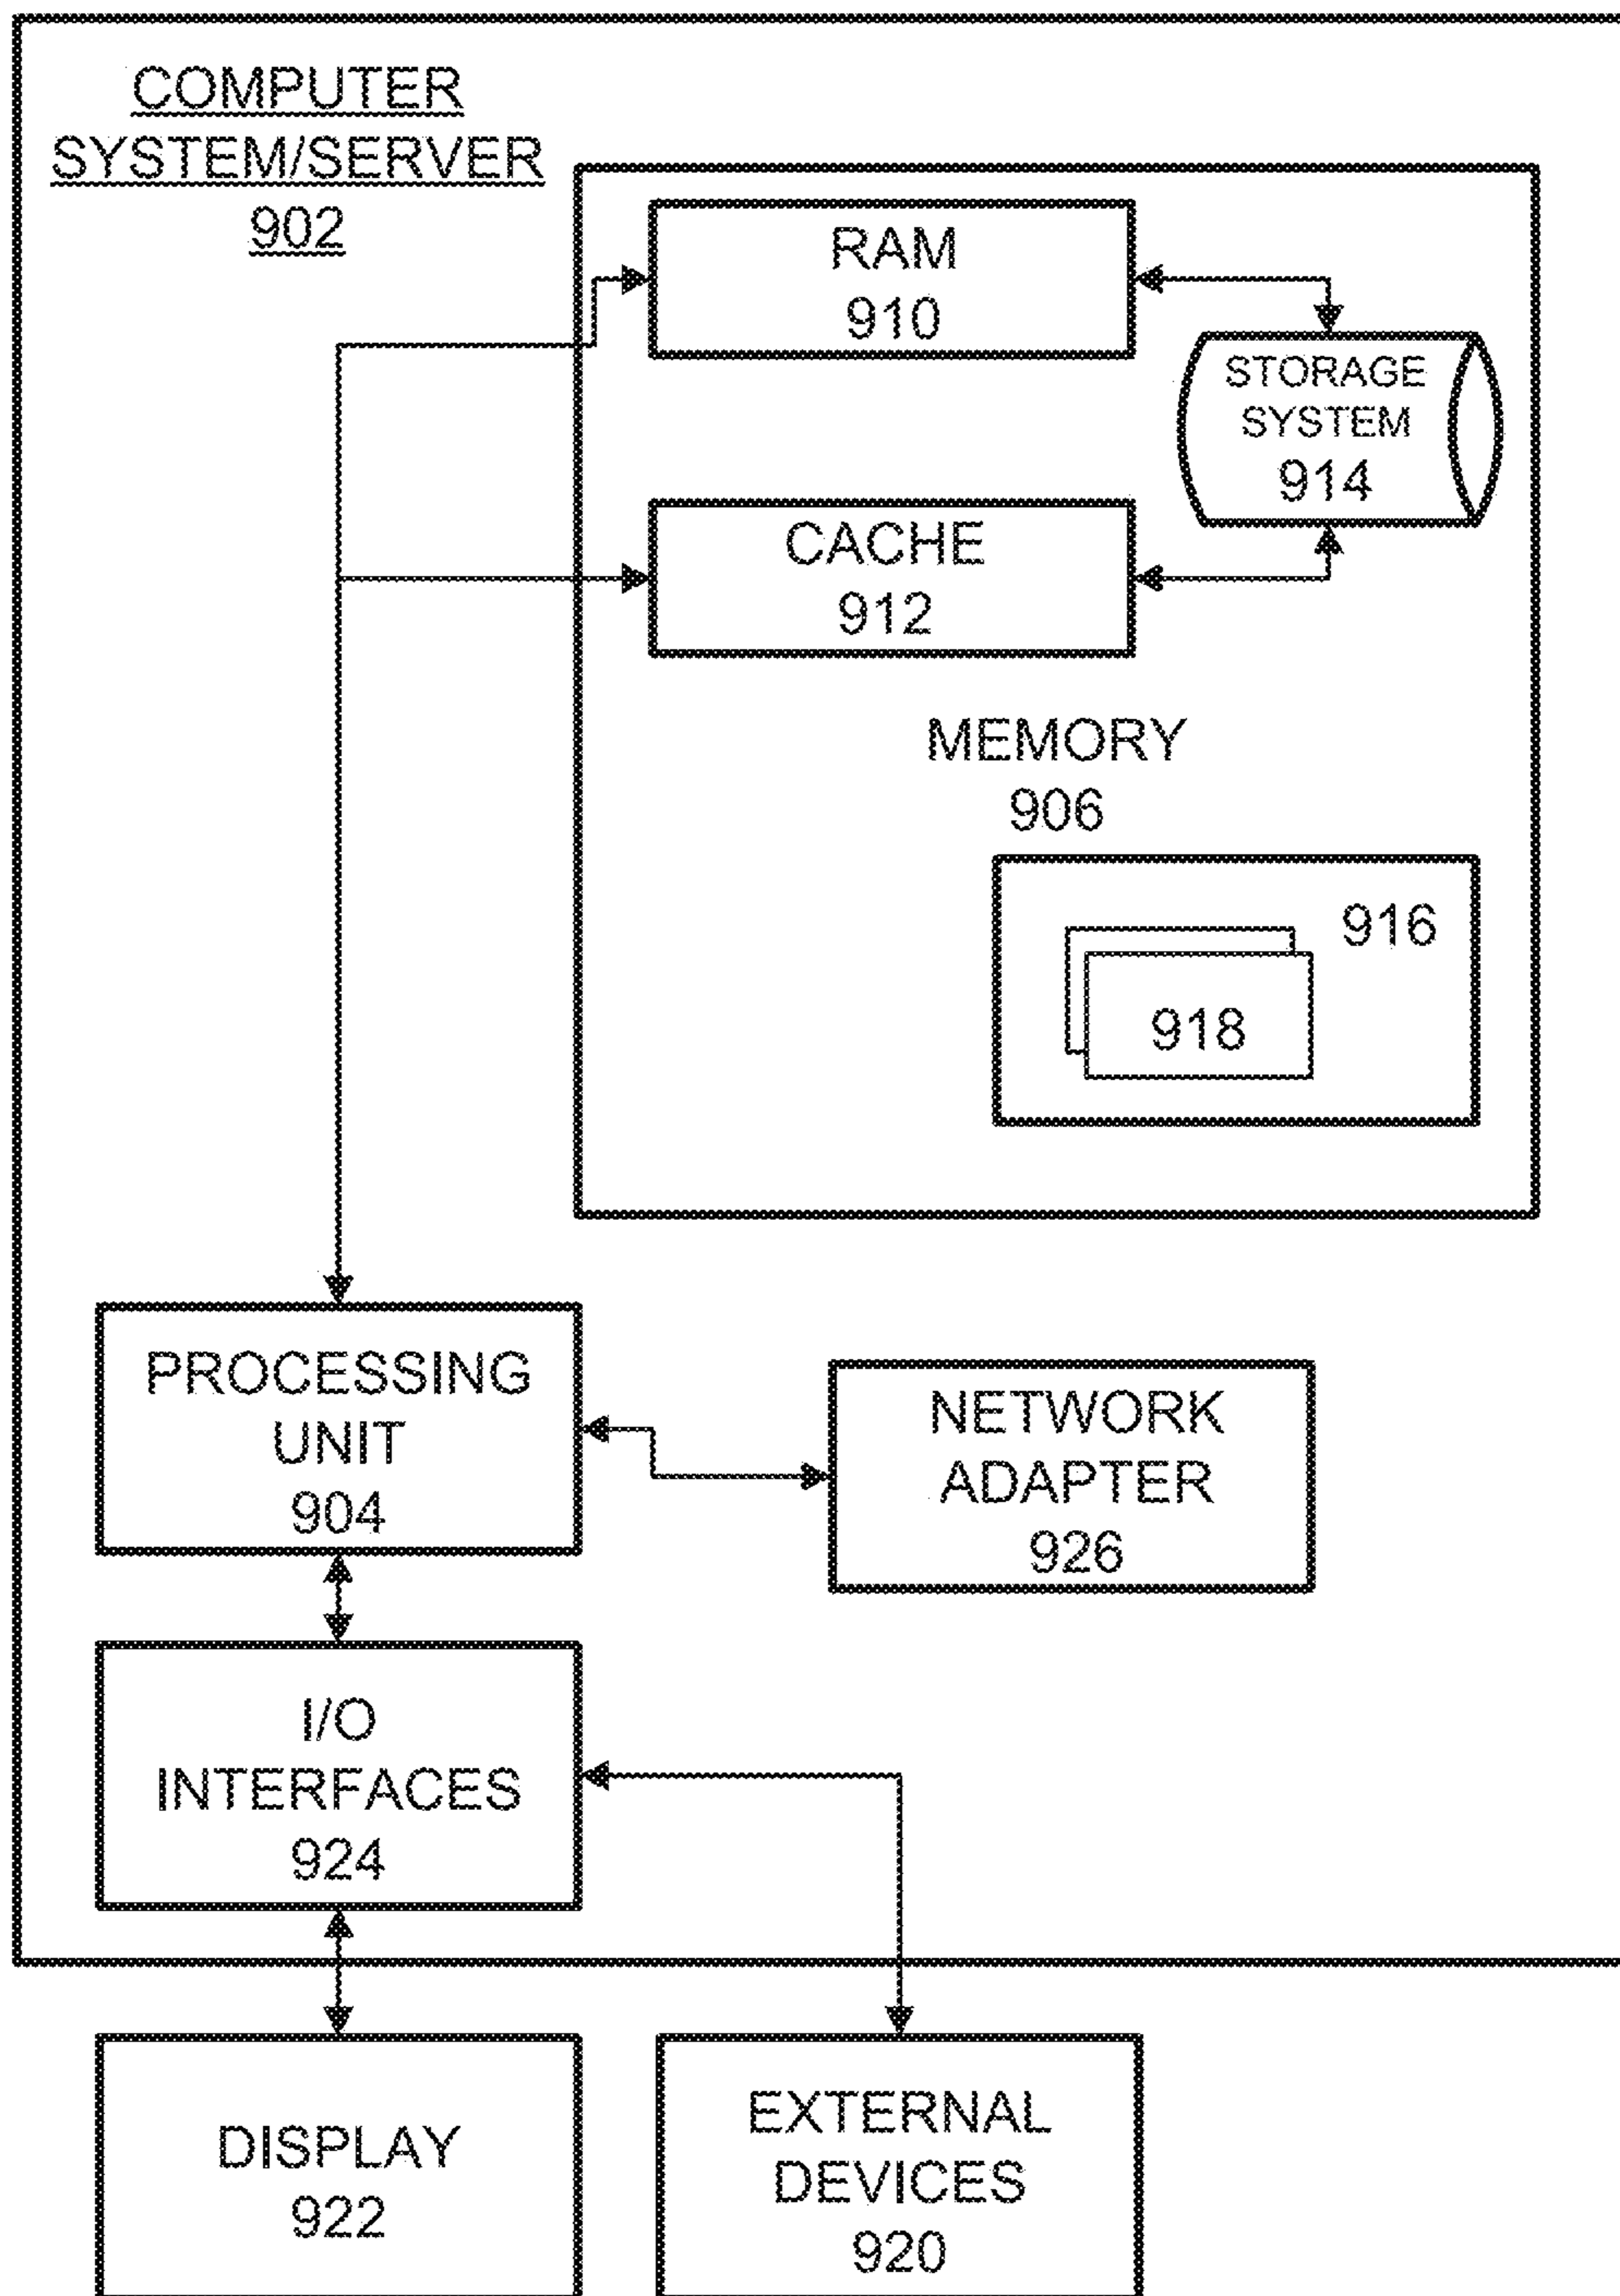 COMPUTER
SYSTEM/SERVER
902
RAM
910
STORAGE
SYSTEM
914
CACHE
912
MEMORY
906
916
918
PROCESSING
UNIT
904
NETWORK
ADAPTER
926
I/O
INTERFACES
924
DISPLAY
922
EXTERNAL
DEVICES
920